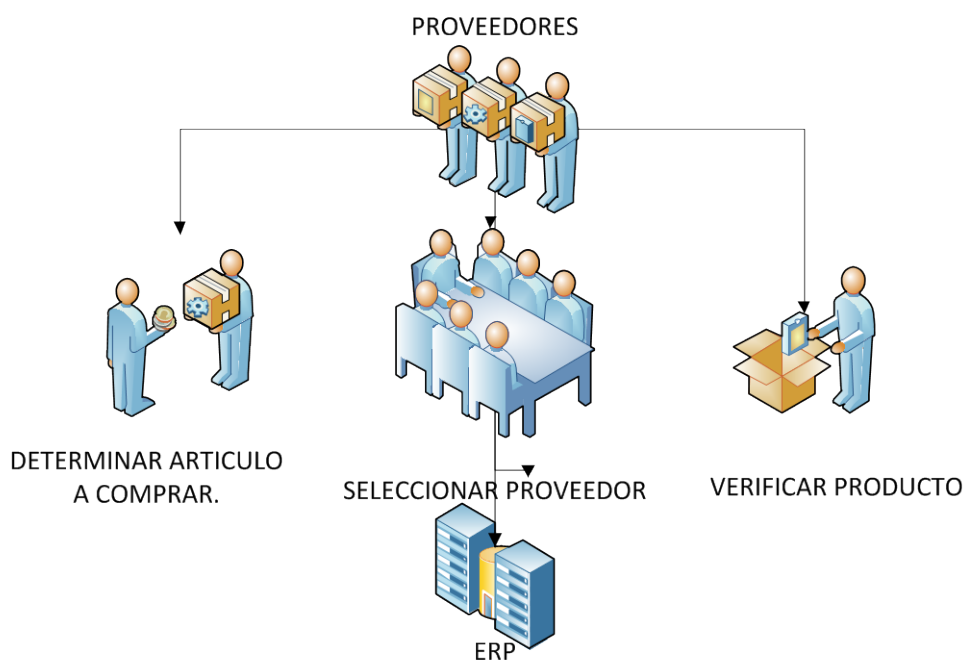 PROVEEDORES
DETERMINAR ARTICULO
A COMPRAR.
SELECCIONAR PROVEEDOR
VERIFICAR PRODUCTO
ERP